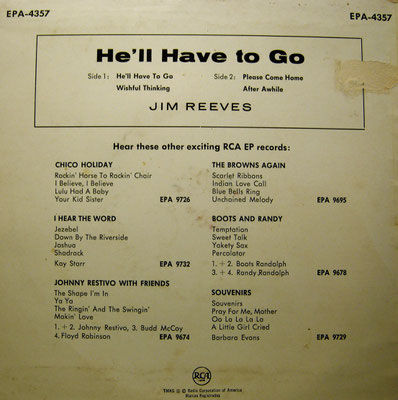 EPA-4357
EPA-4357
He'll Have to Go
Side 1: He'll Have To Go
Wishful Thinking
Side 2: Please Come Home
After Awhile
JIM REEVES
Hear these other exciting RCA EP records:
CHICO HOLIDAY
Rockin' Horse To Rockin' Chair
I Believe, I Believe
Lulu Had A Baby
Your Kid Sister EPA 9726
THE BROWNS AGAIN
Scarlet Ribbons
Indian Love Call
Blue Bells Ring
Unchained Melody EPA 9695
I HEAR THE WORD
Jezebel
Down By The Riverside
Joshua
Shadrack
Kay Starr EPA 9732
BOOTS AND RANDY
Temptation
Sweet Talk
Yakety Sax
Percolator
1. + 2. Boots Randolph
3. + 4. Randy Randolph EPA 9678
JOHNNY RESTIVO WITH FRIENDS
The Shape I'm In
Ya Ya
The Ringin' And The Swingin'
Makin' Love
1. + 2. Johnny Restivo, 3. Budd McCoy
4. Floyd Robinson EPA 9674
SOUVENIRS
Souvenirs
Pray For Me, Mother
Oo La La La La
A Little Girl Cried
Barbara Evans EPA 9729
RCA
TMKS ® © Radio Corporation of America
Marcas Registradas